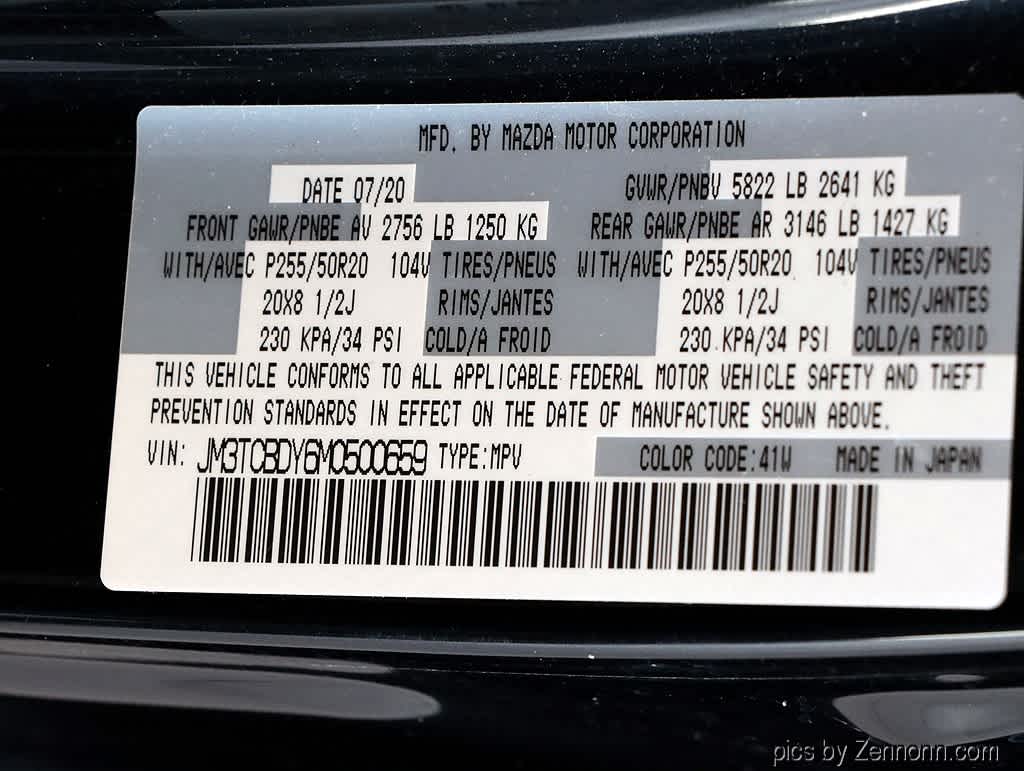 MFD. BY MAZDA MOTOR CORPORATION
DATE 07/20 GVWR/PNBV 5822 LB 2641 KG
FRONT GAWR/PNBE AV 2756 LB 1250 KG REAR GAWR/PNBE AR 3146 LB 1427 KG
WITH/AVEC P255/50R20 104V TIRES/PNEUS WITH/AVEC P255/50R20 104V TIRES/PNEUS
20X8 1/2J RIMS/JANTES 20X8 1/2J RIMS/JANTES
230 KPA/34 PSI COLD/A FROID 230 KPA/34 PSI COLD/A FROID
THIS VEHICLE CONFORMS TO ALL APPLICABLE FEDERAL MOTOR VEHICLE SAFETY AND THEFT
PREVENTION STANDARDS IN EFFECT ON THE DATE OF MANUFACTURE SHOWN ABOVE.
VIN: JM3TCBDY6M0500659 TYPE:MPV COLOR CODE:41W MADE IN JAPAN
pics by Zennorm.com